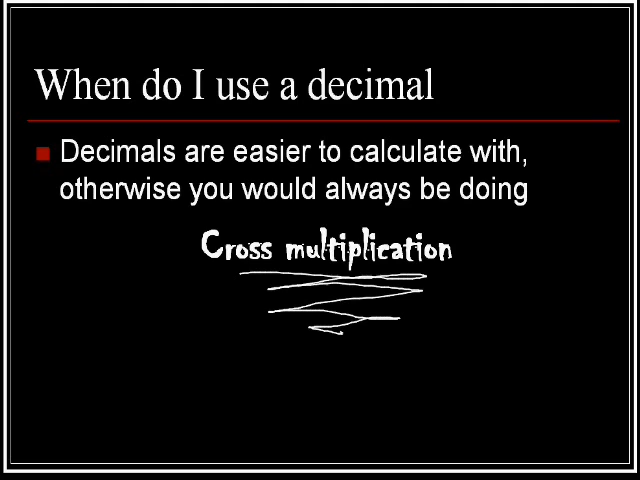 When do I use a decimal
Decimals are easier to calculate with,
otherwise you would always be doing
Cross multiplication